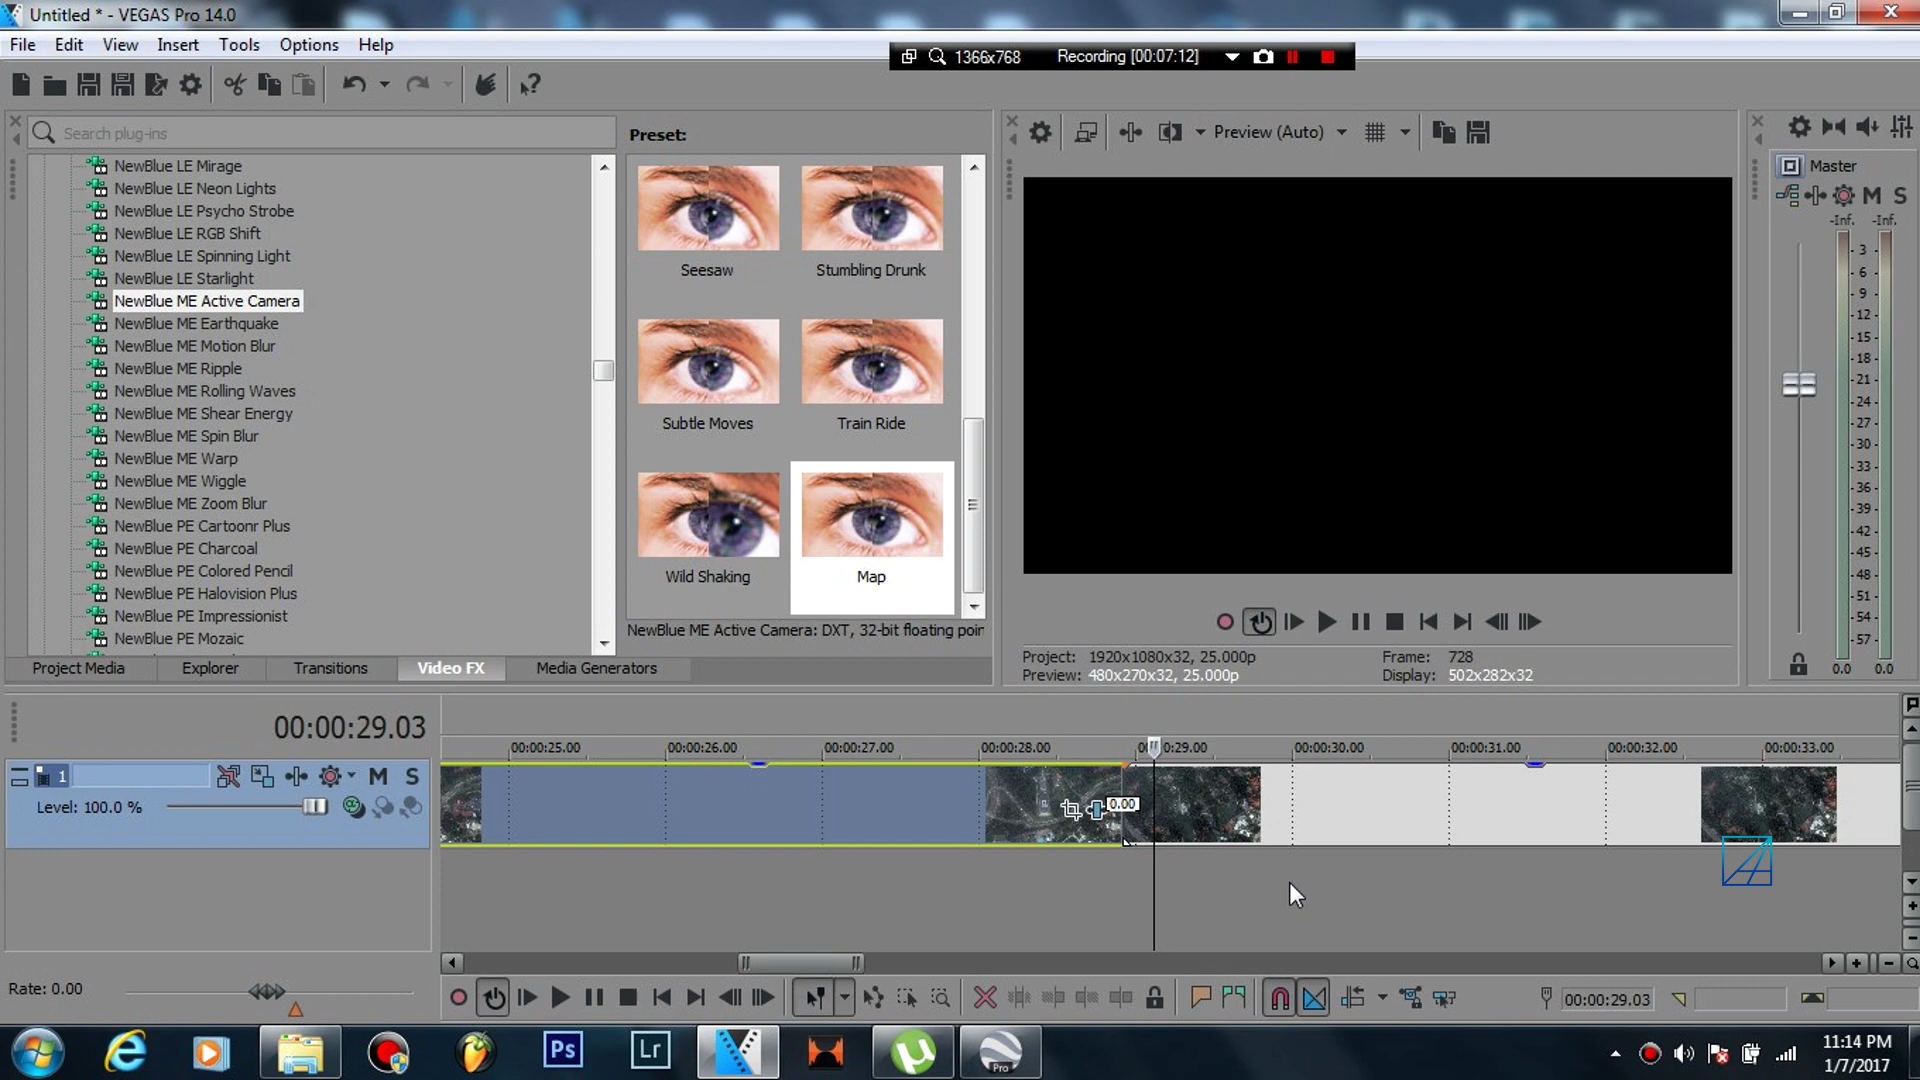 Untitled * - VEGAS Pro 14.0
File Edit View Insert Tools Options Help
1366x768 Recording [00:07:12]
Search plug-ins
Preset:
Preview (Auto)
Master
NewBlue LE Mirage
NewBlue LE Neon Lights
NewBlue LE Psycho Strobe
NewBlue LE RGB Shift
NewBlue LE Spinning Light
NewBlue LE Starlight
NewBlue ME Active Camera
NewBlue ME Earthquake
NewBlue ME Motion Blur
NewBlue ME Ripple
NewBlue ME Rolling Waves
NewBlue ME Shear Energy
NewBlue ME Spin Blur
NewBlue ME Warp
NewBlue ME Wiggle
NewBlue ME Zoom Blur
NewBlue PE Cartoonr Plus
NewBlue PE Charcoal
NewBlue PE Colored Pencil
NewBlue PE Halovision Plus
NewBlue PE Impressionist
NewBlue PE Mozaic
Seesaw Stumbling Drunk
Subtle Moves Train Ride
Wild Shaking Map
NewBlue ME Active Camera: DXT, 32-bit floating poin
M S
-Inf. -Inf.
- 3
- 6
- 9
-12
-15
-18
-21
-24
-27
-30
-33
-36
-39
-42
-45
-48
-51
-54
-57
0.0 0.0
Project: 1920x1080x32, 25.000p Frame: 728
Preview: 480x270x32, 25.000p Display: 502x282x32
Project Media Explorer Transitions Video FX Media Generators
00:00:29.03
00:00:25.00 00:00:26.00 00:00:27.00 00:00:28.00 0:29.00 00:00:30.00 00:00:31.00 00:00:32.00 00:00:33.00
1 M S
Level: 100.0 %
0.00
Rate: 0.00
00:00:29.03
Ps Lr Pro
11:14 PM
1/7/2017